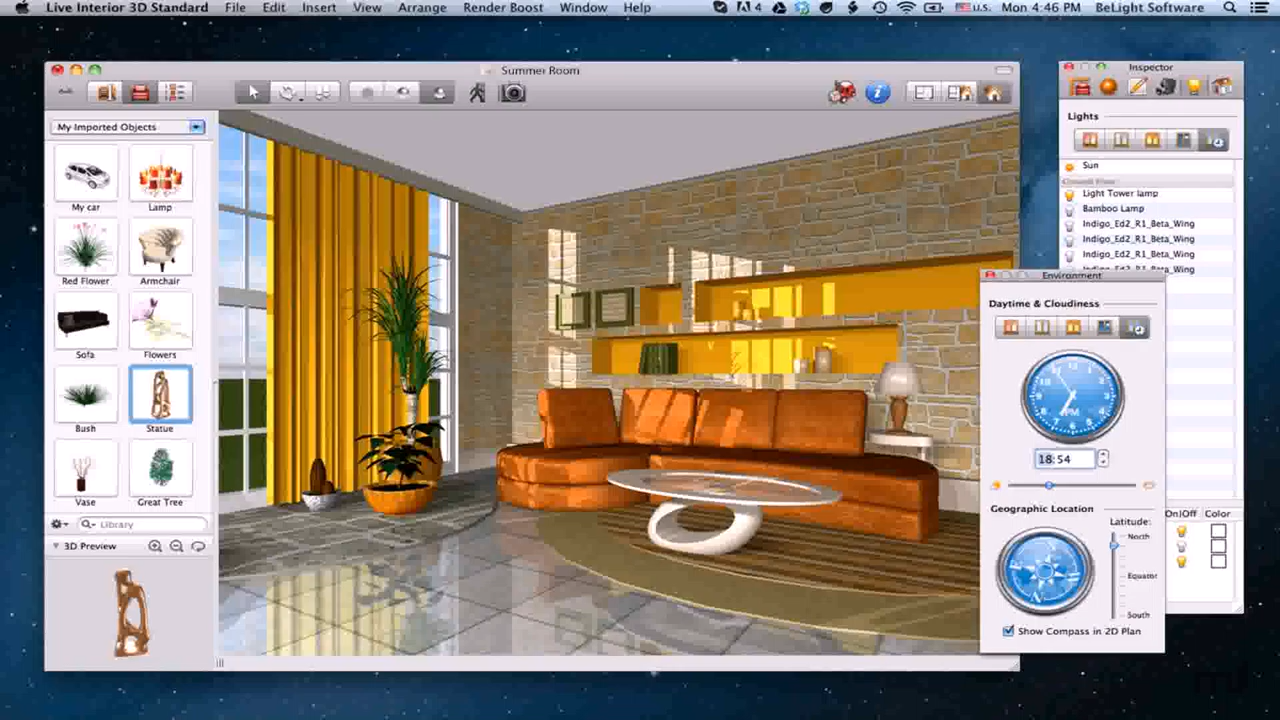 Live Interior 3D Standard File Edit Insert View Arrange Render Boost Window Help 4 U.S. Mon 4:46 PM BeLight Software
Summer Room
Inspector
My Imported Objects
My car Lamp
Red Flower Armchair
Sofa Flowers
Bush Statue
Vase Great Tree
Library
3D Preview
Lights
Sun
Light Tower lamp
Bamboo Lamp
Indigo_Ed2_R1_Beta_Wing
Indigo_Ed2_R1_Beta_Wing
Indigo_Ed2_R1_Beta_Wing
Indigo_Ed2_R1_Beta_Wing
Environment
Daytime & Cloudiness
PM
18:54
Geographic Location
Latitude:
North
Equator
South
N
Show Compass in 2D Plan
On|Off Color